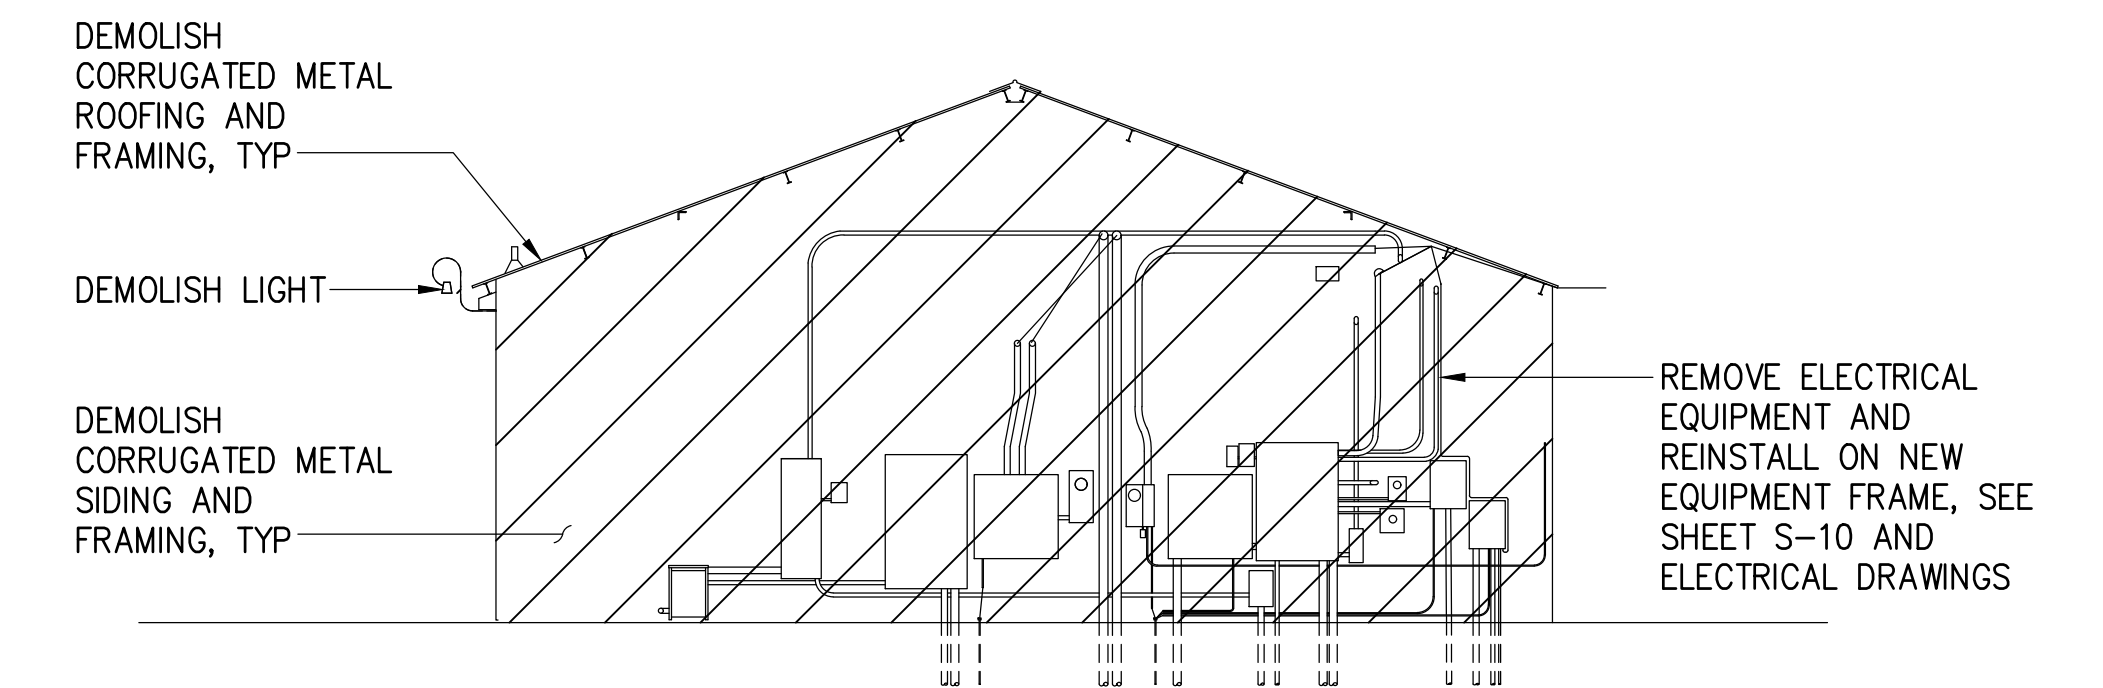 DEMOLISH
CORRUGATED METAL
ROOFING AND
FRAMING, TYP
DEMOLISH LIGHT
DEMOLISH
CORRUGATED METAL
SIDING AND
FRAMING, TYP
REMOVE ELECTRICAL
EQUIPMENT AND
REINSTALL ON NEW
EQUIPMENT FRAME, SEE
SHEET S-10 AND
ELECTRICAL DRAWINGS